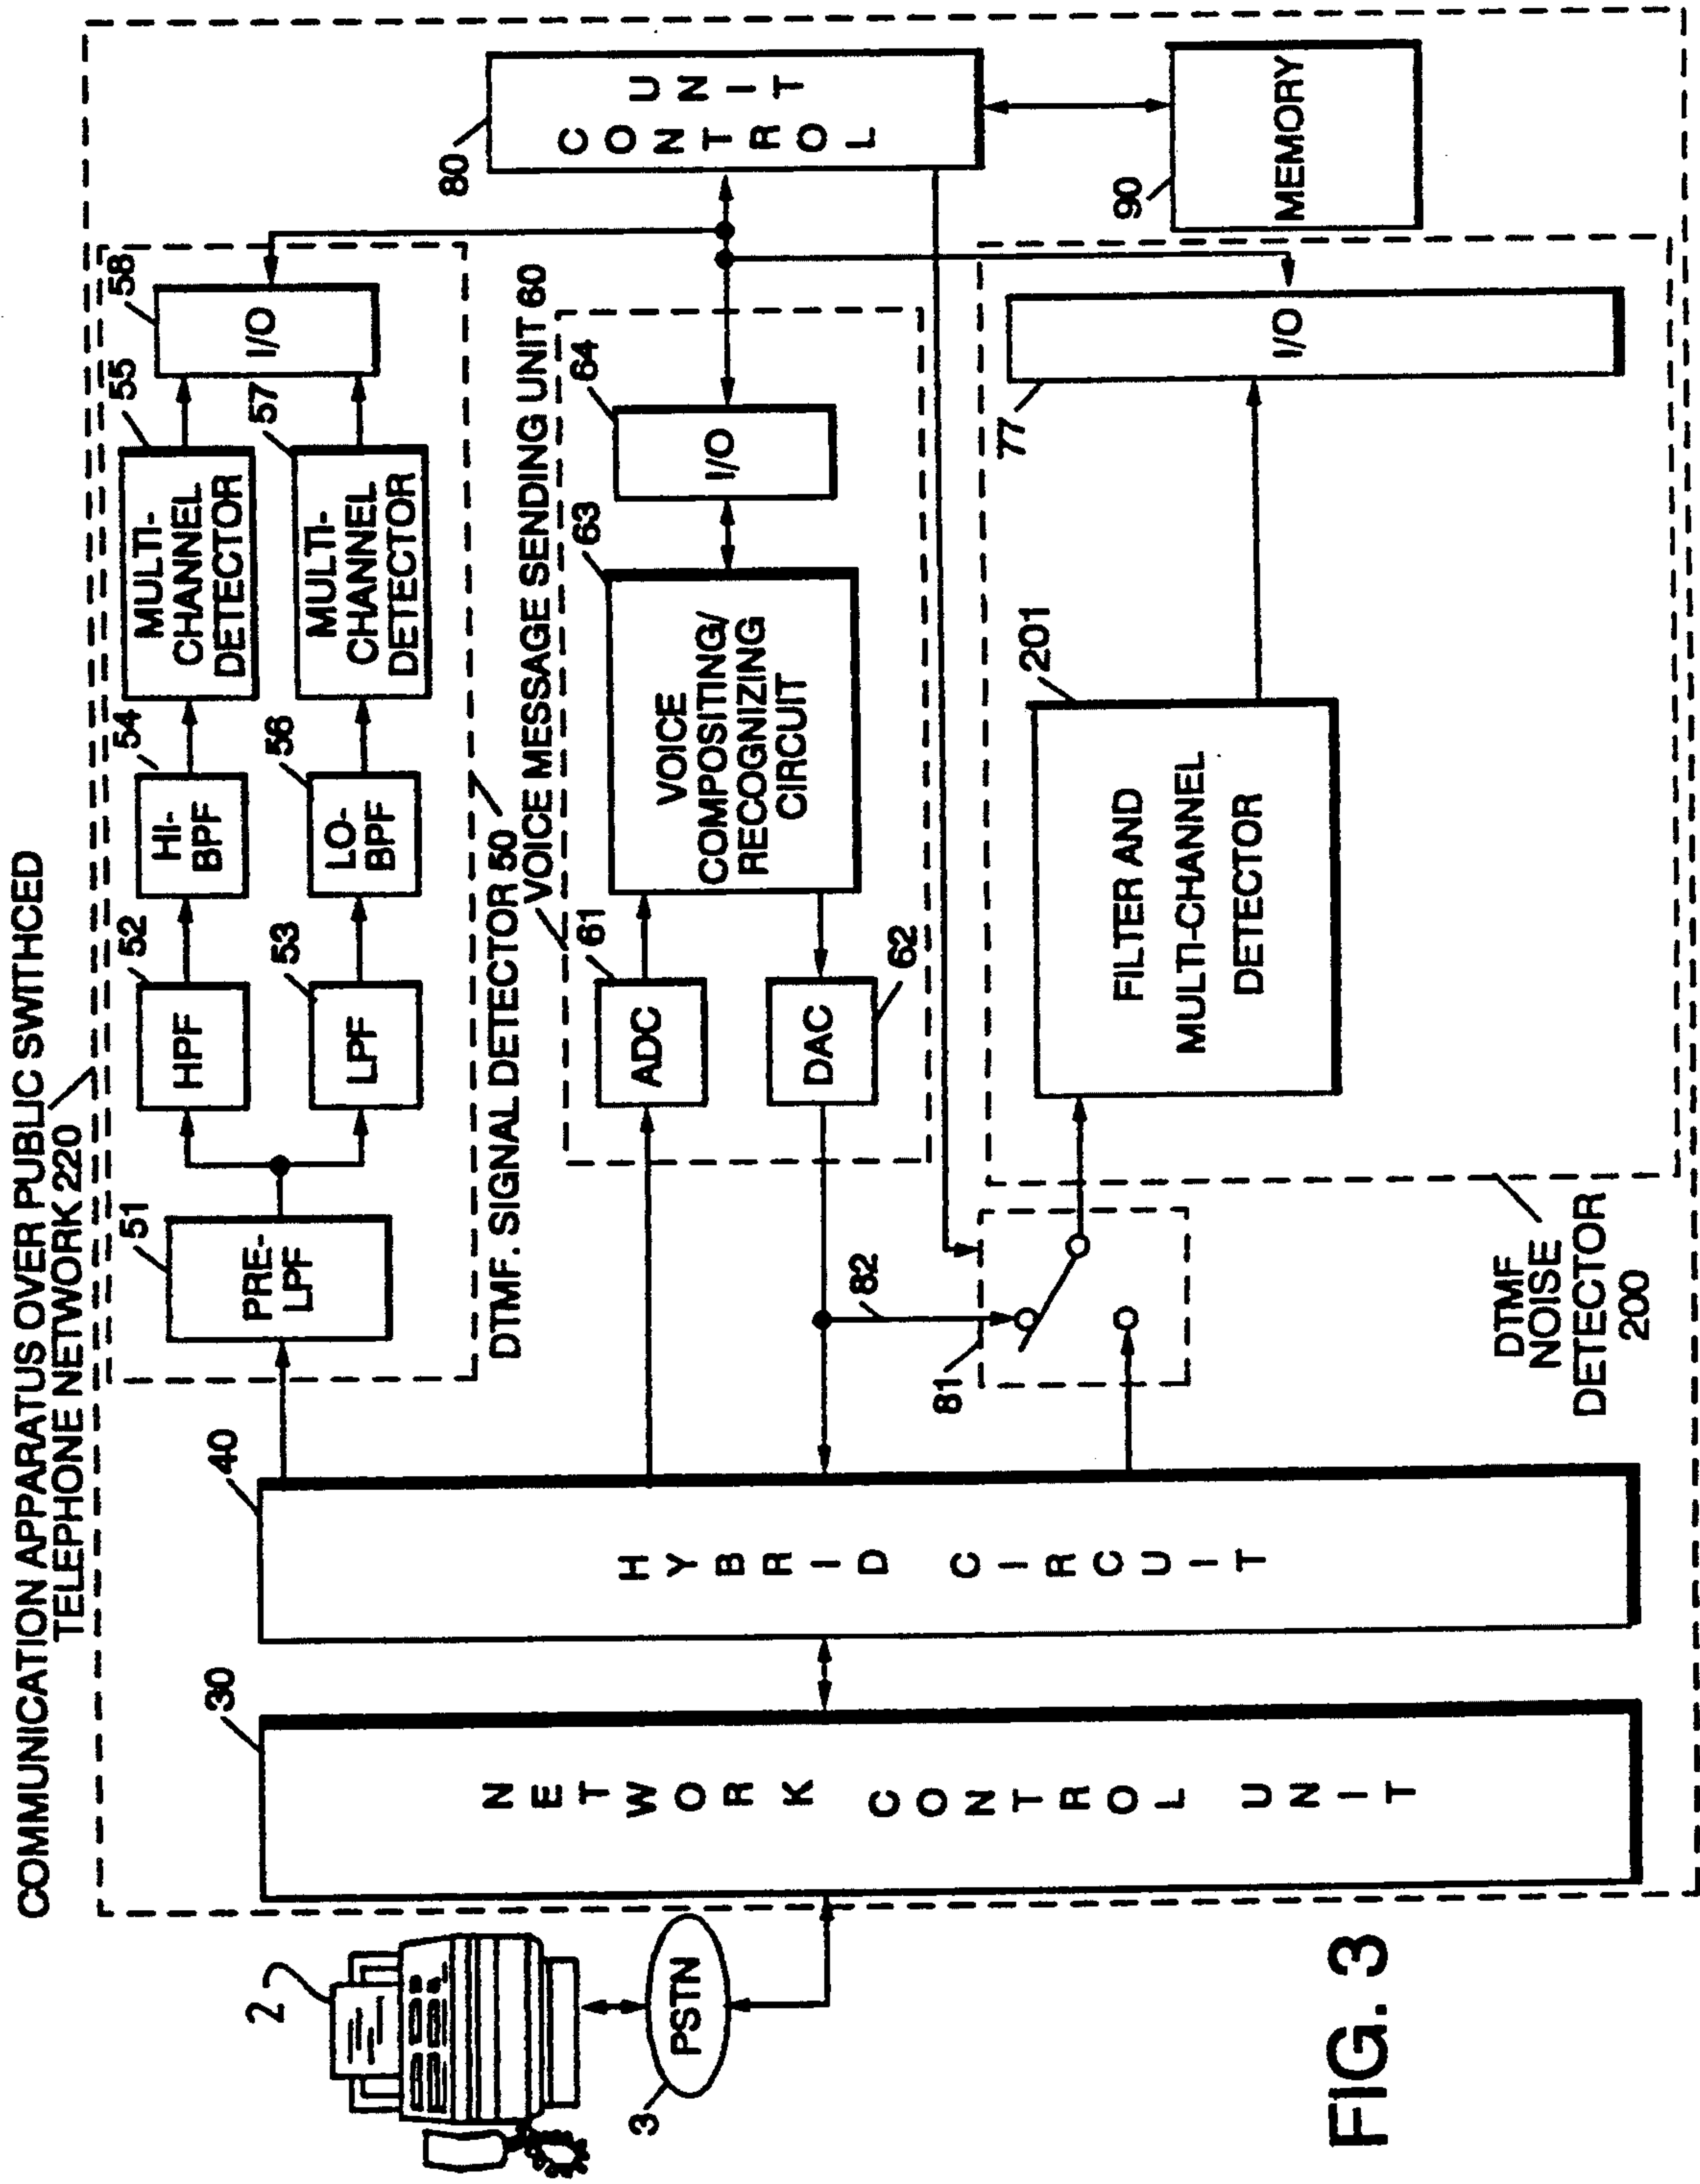 COMMUNICATION APPARATUS OVER PUBLIC SWITHCED
TELEPHONE NETWORK 220
2
3
PSTN
30
NETWORK CONTROL UNIT
40
HYBRID CIRCUIT
51
PRE-
LPF
52
HPF
53
LPF
54
HI-
BPF
56
LO-
BPF
55
MULTI-
CHANNEL
DETECTOR
57
MULTI-
CHANNEL
DETECTOR
58
I/O
DTMF. SIGNAL DETECTOR 50
VOICE MESSAGE SENDING UNIT 60
61
ADC
62
DAC
63
VOICE
COMPOSITING/
RECOGNIZING
CIRCUIT
64
I/O
80
UNIT
CONTROL
90
MEMORY
81
82
201
FILTER AND
MULTI-CHANNEL
DETECTOR
77
I/O
DTMF
NOISE
DETECTOR
200
FIG. 3